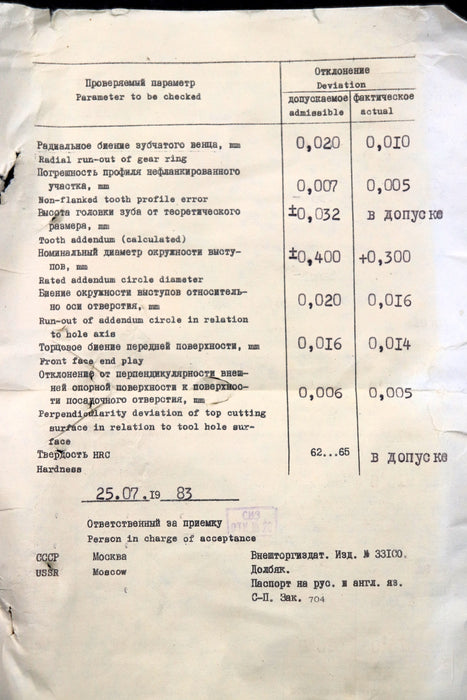 Отклонение
Проверяемый параметр
Deviation
Parameter to be checked
допускаемое фактическое
admissible actual
Радиальное биение зубчатого венца, mm 0,020 0,010
Radial run-out of gear ring
Погрешность профиля нефланкированного
участка, mm 0,007 0,005
Non-flanked tooth profile error
Высота головки зуба от теоретического ±0,032 в допуске
размера, mm
Tooth addendum (calculated)
Номинальный диаметр окружности высту- ±0,400 +0,300
пов, mm
Rated addendum circle diameter
Биение окружности выступов относитель- 0,020 0,016
но оси отверстия, mm
Run-out of addendum circle in relation
to hole axis
Торцовое биение передней поверхности, mm 0,016 0,014
Front face end play
Отклонение от перпендикулярности внеш-
ней опорной поверхности к поверхнос- 0,006 0,005
ти посадочного отверстия, mm
Perpendicularity deviation of top cutting
surface in relation to tool hole sur-
face
Твердость HRC 62...65 в допуске
Hardness
25.07.19 83
Ответственный за приемку
СИЗ
Person in charge of acceptance
СССР Москва Внешторгиздат. Изд. № 33100.
USSR Moscow Долбяк.
Паспорт на рус. и англ. яз.
С-П. Зак. 704